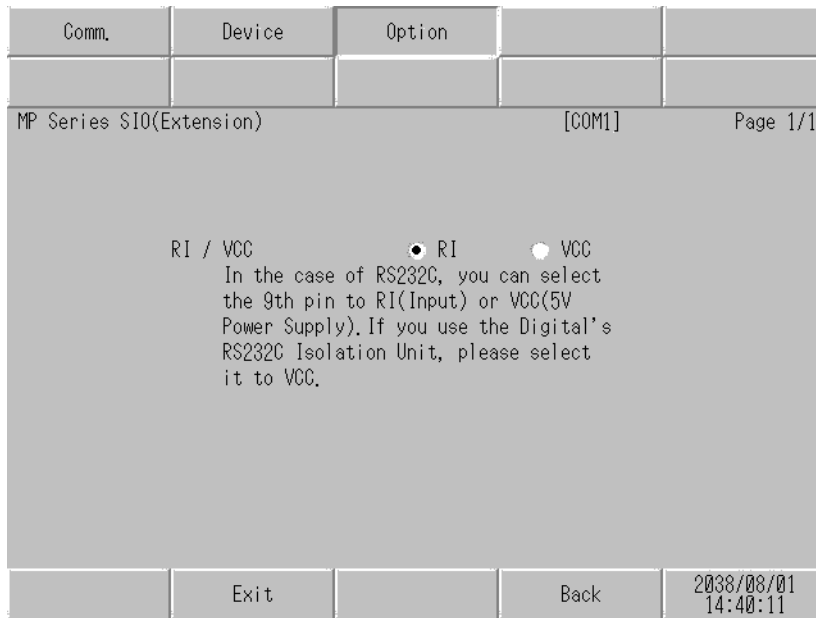 Comm. Device Option
MP Series SIO(Extension) [COM1] Page 1/1
RI / VCC RI VCC
In the case of RS232C, you can select
the 9th pin to RI(Input) or VCC(5V
Power Supply).If you use the Digital's
RS232C Isolation Unit, please select
it to VCC.
Exit Back 2038/08/01
14:40:11